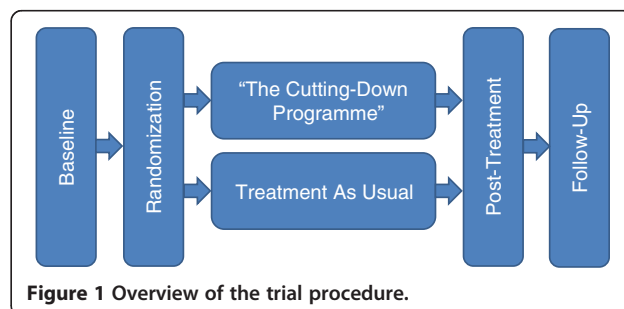 Baseline
Randomization
“The Cutting-Down
Programme”
Treatment As Usual
Post-Treatment
Follow-Up
Figure 1 Overview of the trial procedure.